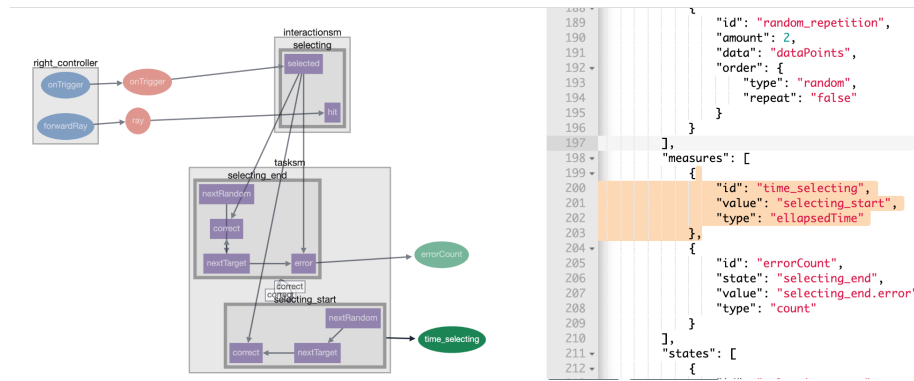 interactionsm
selecting
selected
hit
right_controller
onTrigger
onTrigger
forwardRay
ray
tasksm
selecting_end
nextRandom
correct
nextTarget
error
errorCount
correct
correct
selecting_start
nextRandom
correct
nextTarget
time_selecting
188 {
189 "id": "random_repetition",
190 "amount": 2,
191 "data": "dataPoints",
192 "order": {
193 "type": "random",
194 "repeat": "false"
195 }
196 }
197 ],
198 "measures": [
199 {
200 "id": "time_selecting",
201 "value": "selecting_start",
202 "type": "ellapsedTime"
203 },
204 {
205 "id": "errorCount",
206 "state": "selecting_end",
207 "value": "selecting_end.error"
208 "type": "count"
209 }
210 ],
211 "states": [
212 {